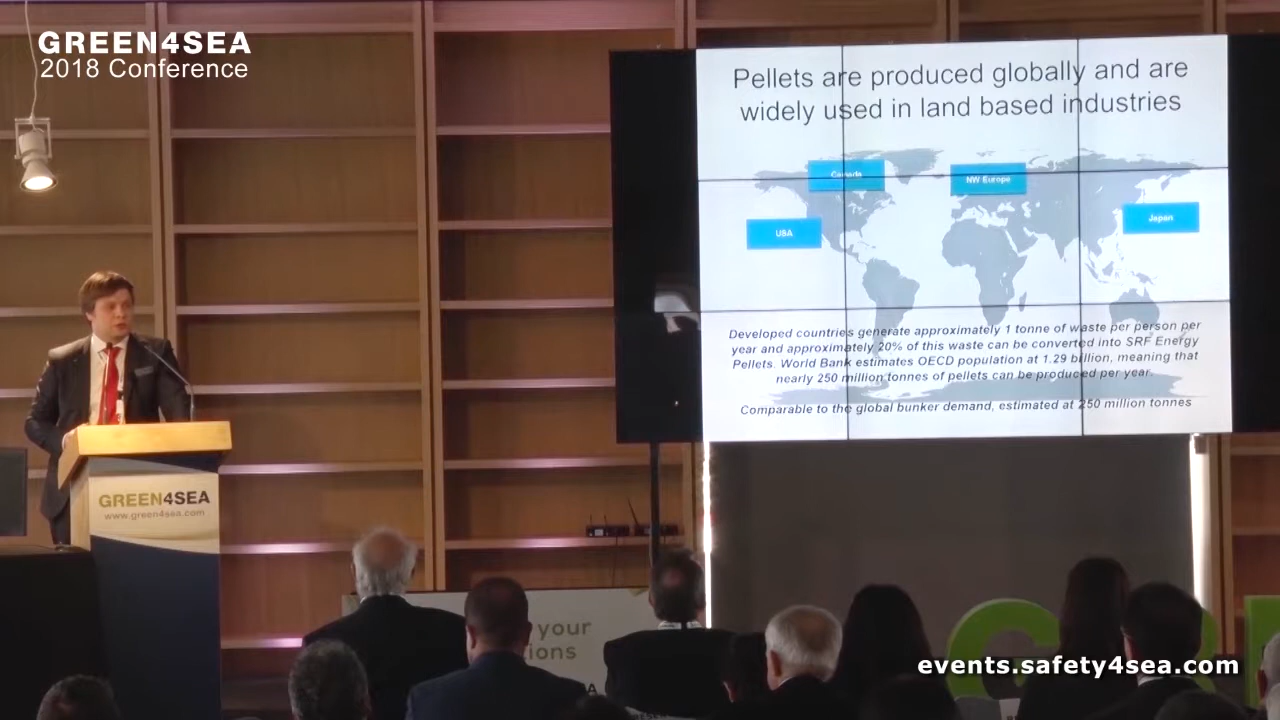 GREEN4SEA
2018 Conference
Pellets are produced globally and are
widely used in land based industries
Canada
NW Europe
USA
Japan
Developed countries generate approximately 1 tonne of waste per person per
year and approximately 20% of this waste can be converted into SRF Energy
Pellets. World Bank estimates OECD population at 1.29 billion, meaning that
nearly 250 million tonnes of pellets can be produced per year.
Comparable to the global bunker demand, estimated at 250 million tonnes
GREEN4SEA
www.green4sea.com
your
events.safety4sea.com